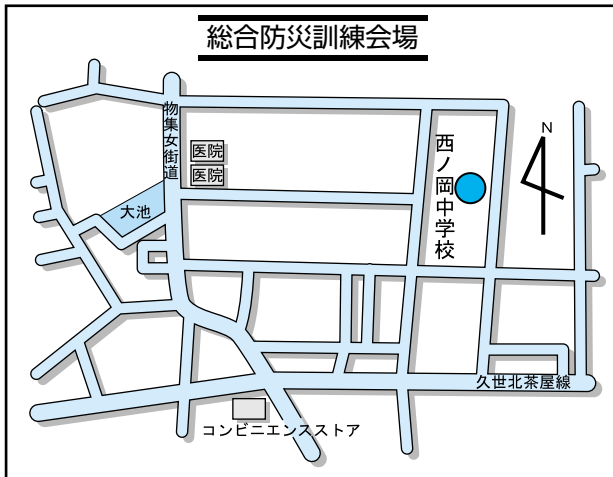 総合防災訓練会場
物集女街道
医院
医院
大池
西ノ岡中学校
N
久世北茶屋線
コンビニエンスストア